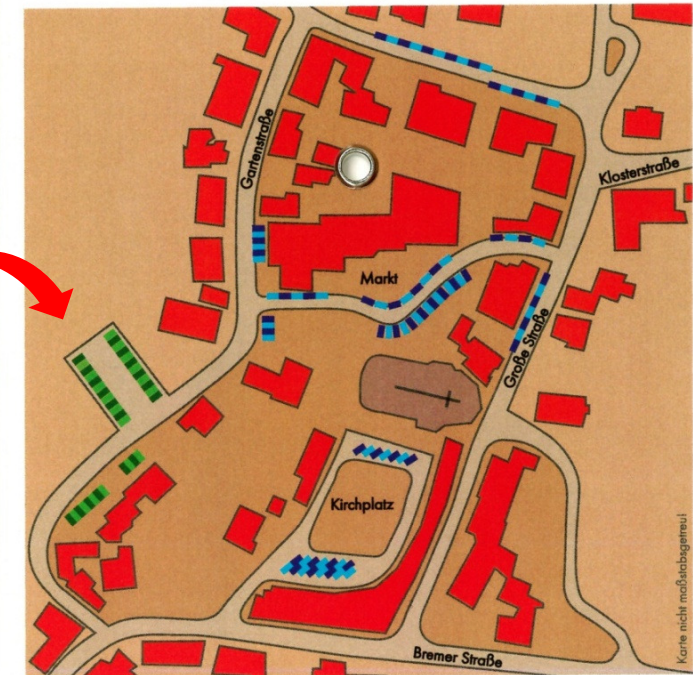 Gartenstraße
Klosterstraße
Markt
Große Straße
Kirchplatz
Bremer Straße
Karte nicht maßstabsgetreu!